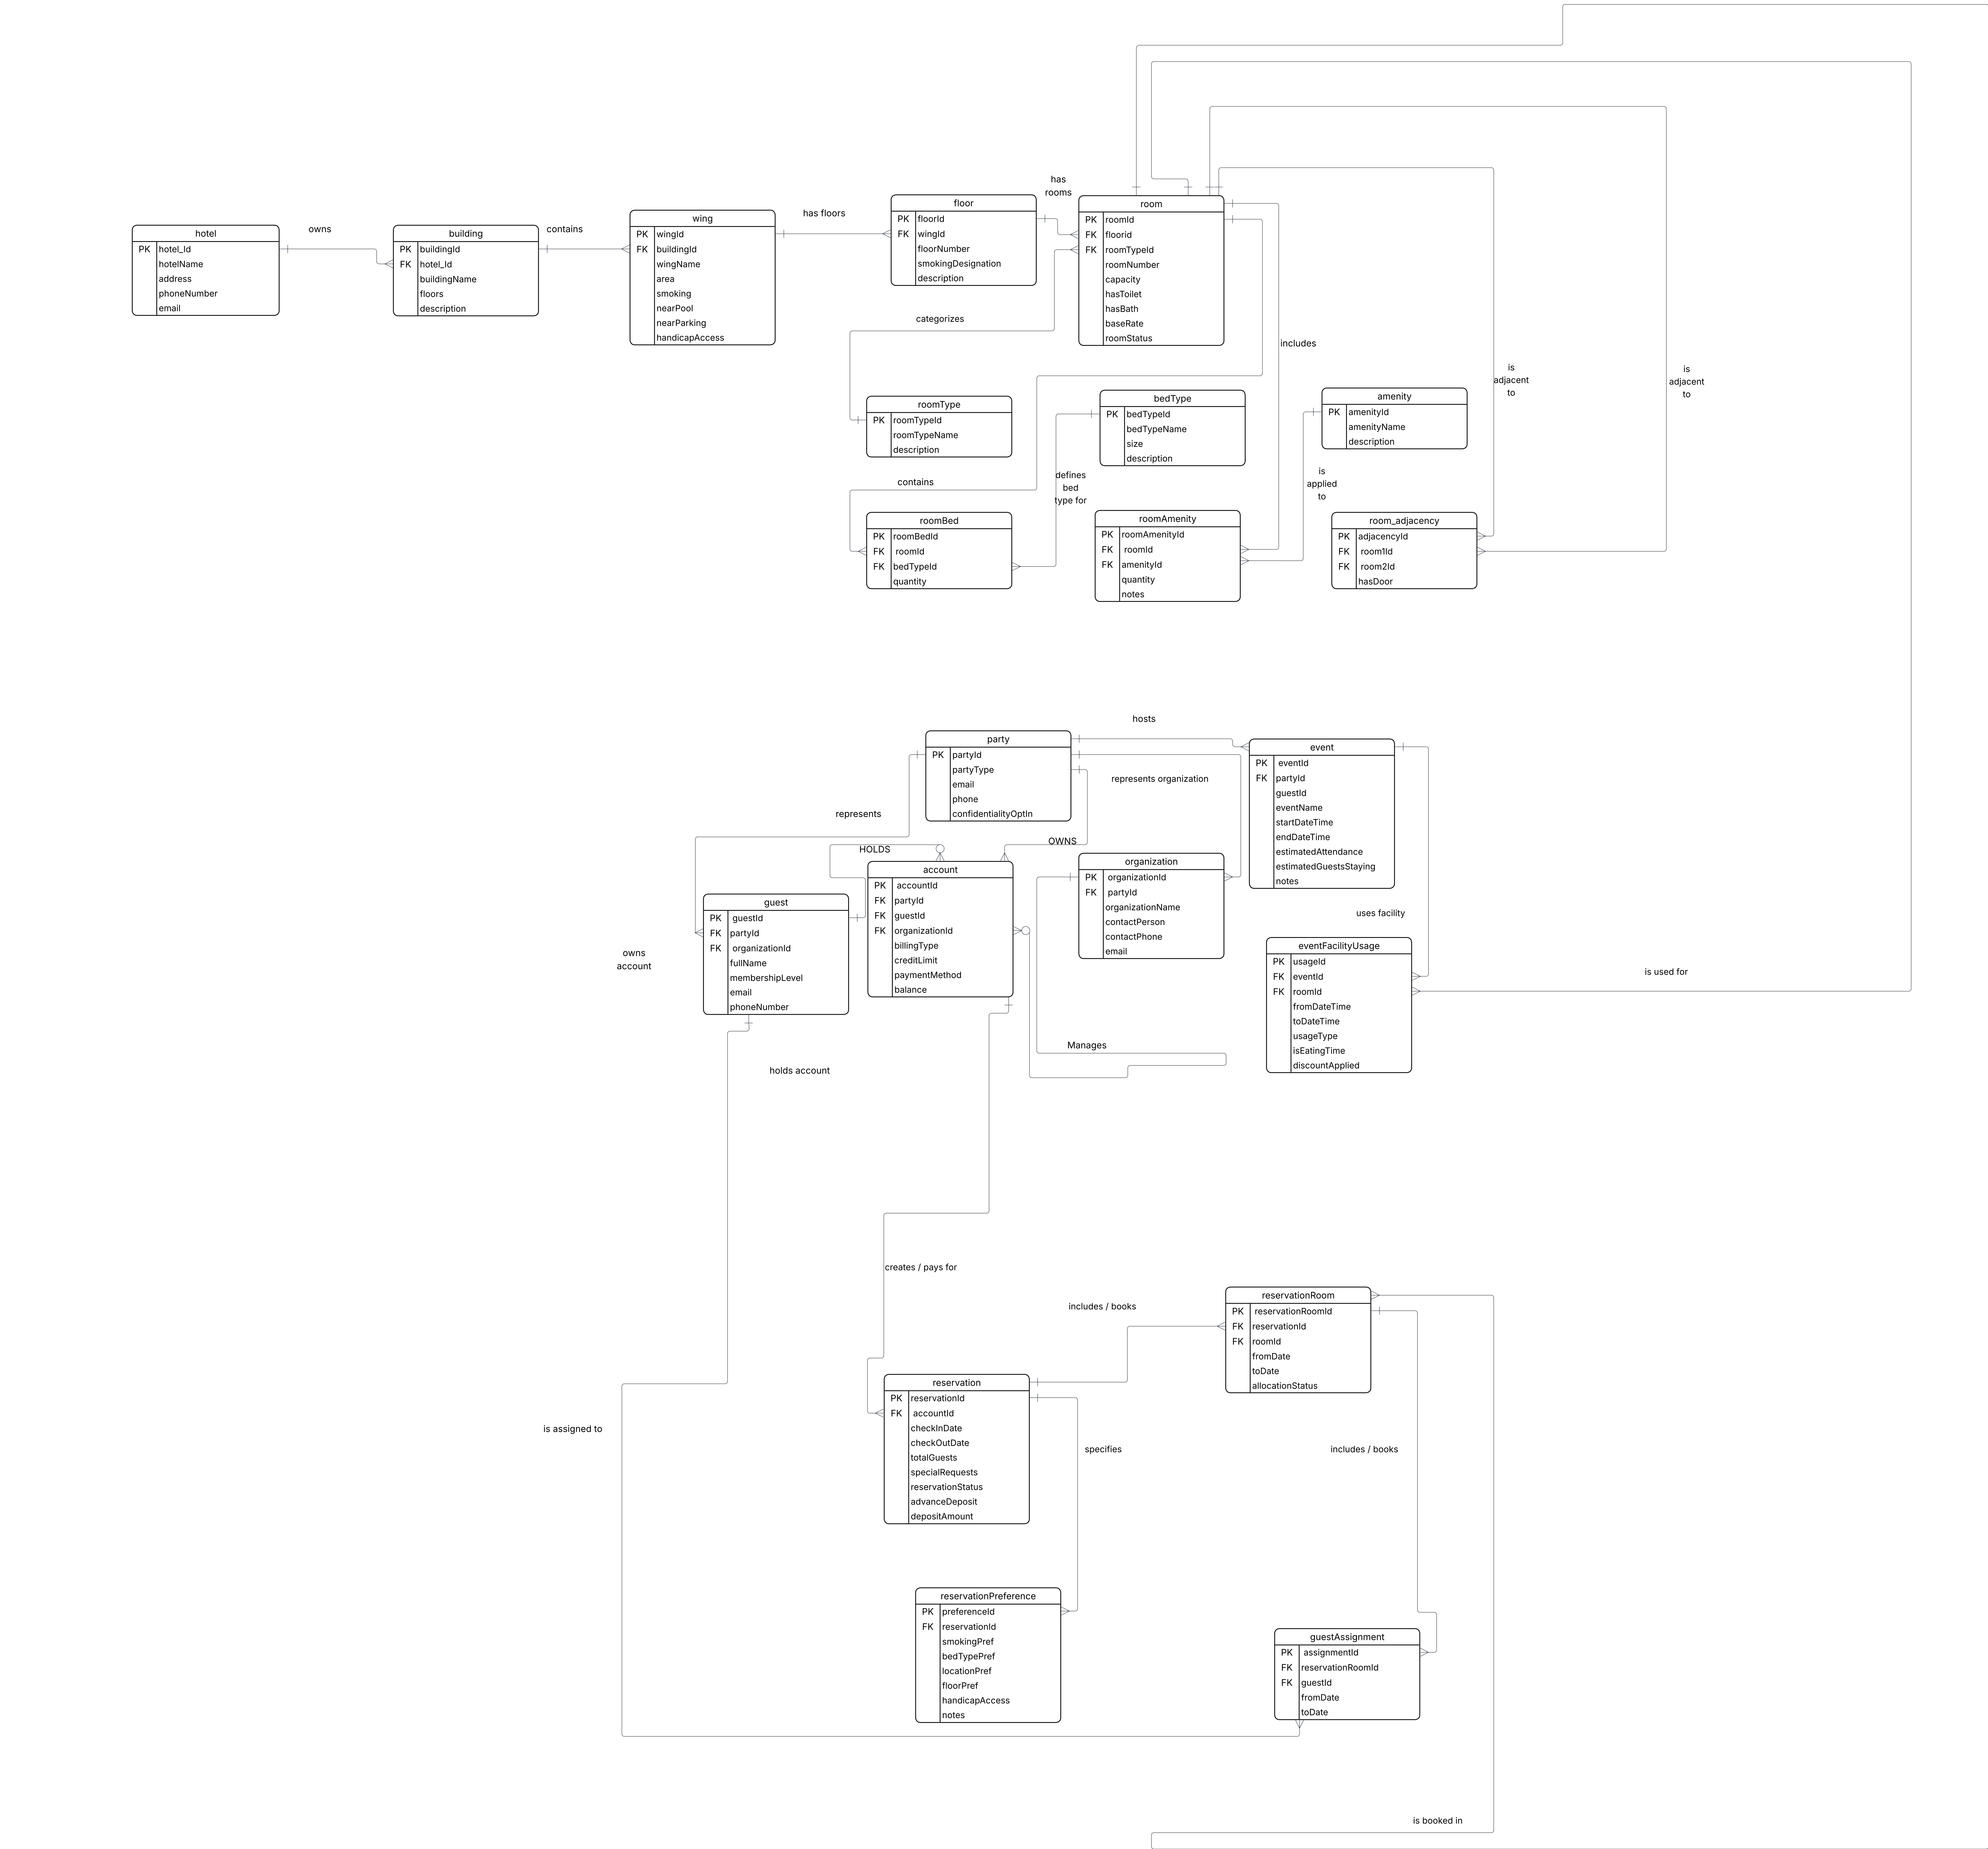 hotel
PK hotel_Id
hotelName
address
phoneNumber
email
owns
building
PK buildingId
FK hotel_Id
buildingName
floors
description
contains
wing
PK wingId
FK buildingId
wingName
area
smoking
nearPool
nearParking
handicapAccess
has floors
floor
PK floorId
FK wingId
floorNumber
smokingDesignation
description
has
rooms
room
PK roomId
FK floorid
FK roomTypeId
roomNumber
capacity
hasToilet
hasBath
baseRate
roomStatus
categorizes
includes
is
adjacent
to
is
adjacent
to
roomType
PK roomTypeId
roomTypeName
description
bedType
PK bedTypeId
bedTypeName
size
description
amenity
PK amenityId
amenityName
description
contains
defines
bed
type for
is
applied
to
roomBed
PK roomBedId
FK roomId
FK bedTypeId
quantity
roomAmenity
PK roomAmenityId
FK roomId
FK amenityId
quantity
notes
room_adjacency
PK adjacencyId
FK room1Id
FK room2Id
hasDoor
hosts
party
PK partyId
partyType
email
phone
confidentialityOptIn
represents organization
event
PK eventId
FK partyId
guestId
eventName
startDateTime
endDateTime
estimatedAttendance
estimatedGuestsStaying
notes
represents
HOLDS
OWNS
account
PK accountId
FK partyId
FK guestId
FK organizationId
billingType
creditLimit
paymentMethod
balance
organization
PK organizationId
FK partyId
organizationName
contactPerson
contactPhone
email
guest
PK guestId
FK partyId
FK organizationId
fullName
membershipLevel
email
phoneNumber
owns
account
uses facility
eventFacilityUsage
PK usageId
FK eventId
FK roomId
fromDateTime
toDateTime
usageType
isEatingTime
discountApplied
is used for
Manages
holds account
creates / pays for
includes / books
reservationRoom
PK reservationRoomId
FK reservationId
FK roomId
fromDate
toDate
allocationStatus
reservation
PK reservationId
FK accountId
checkInDate
checkOutDate
totalGuests
specialRequests
reservationStatus
advanceDeposit
depositAmount
is assigned to
specifies
includes / books
reservationPreference
PK preferenceId
FK reservationId
smokingPref
bedTypePref
locationPref
floorPref
handicapAccess
notes
guestAssignment
PK assignmentId
FK reservationRoomId
FK guestId
fromDate
toDate
is booked in